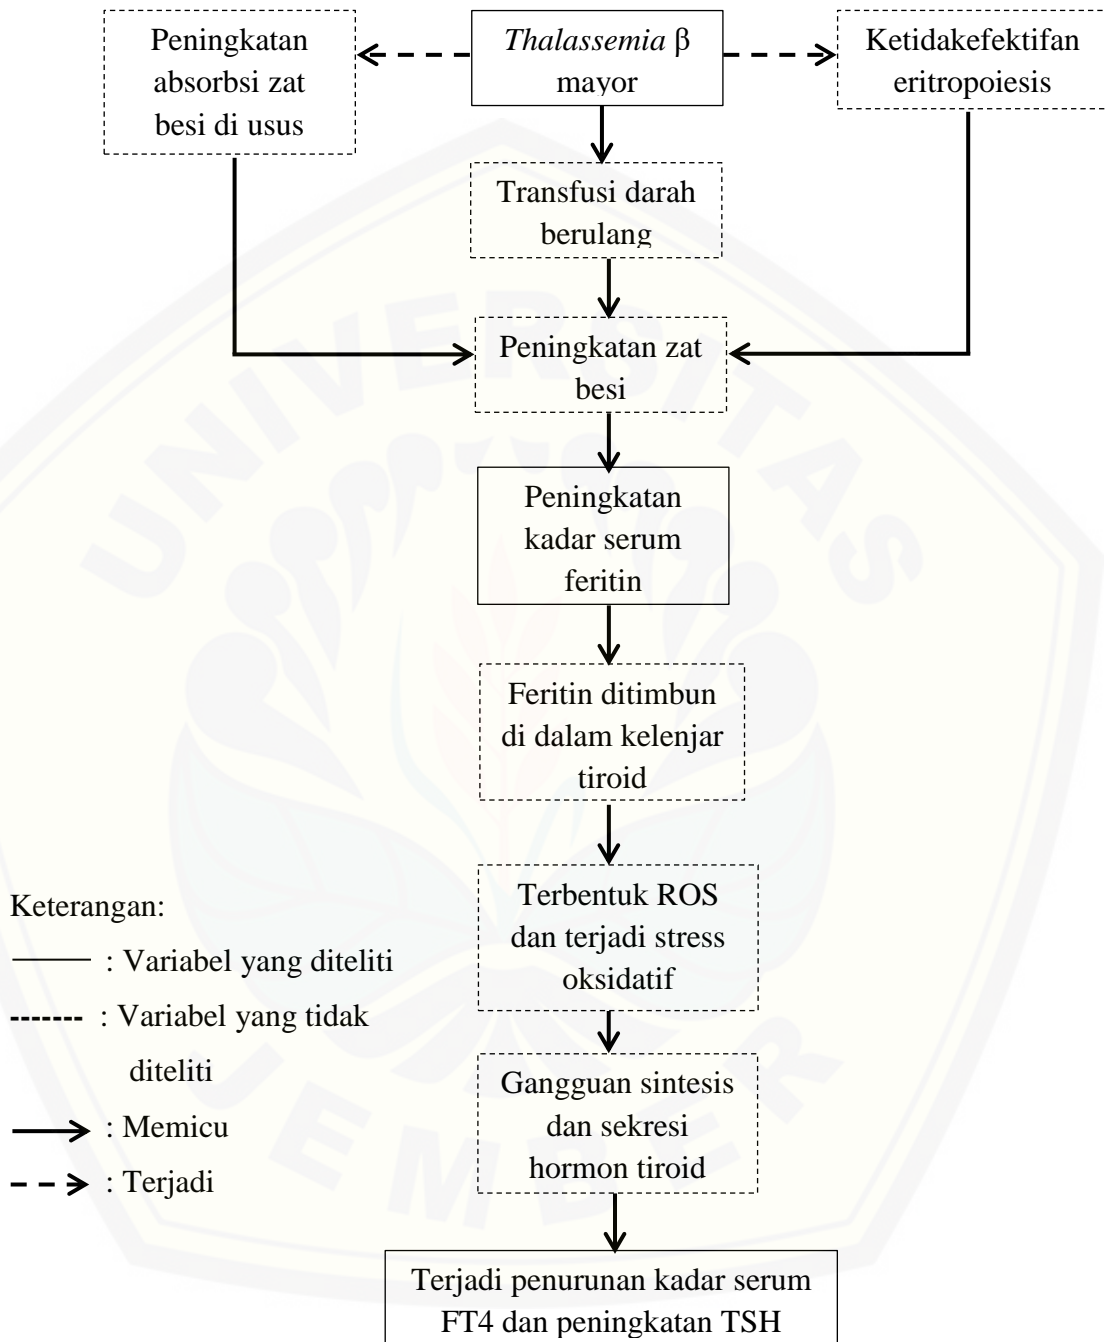 Peningkatan
absorbsi zat
besi di usus
Thalassemia β
mayor
Ketidakefektifan
eritropoiesis
Transfusi darah
berulang
Peningkatan zat
besi
Peningkatan
kadar serum
feritin
Feritin ditimbun
di dalam kelenjar
tiroid
Terbentuk ROS
dan terjadi stress
oksidatif
Gangguan sintesis
dan sekresi
hormon tiroid
Terjadi penurunan kadar serum
FT4 dan peningkatan TSH
Keterangan:
: Variabel yang diteliti
: Variabel yang tidak
diteliti
: Memicu
: Terjadi
UNIVERSITAS
JEMBER